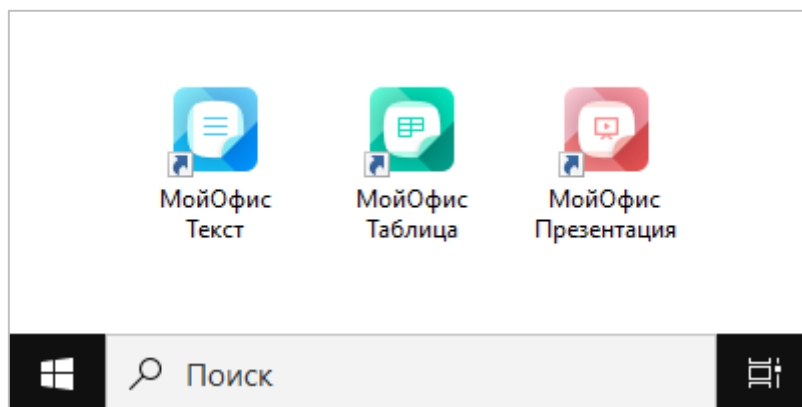 МойОфис
Текст
МойОфис
Таблица
МойОфис
Презентация
Поиск